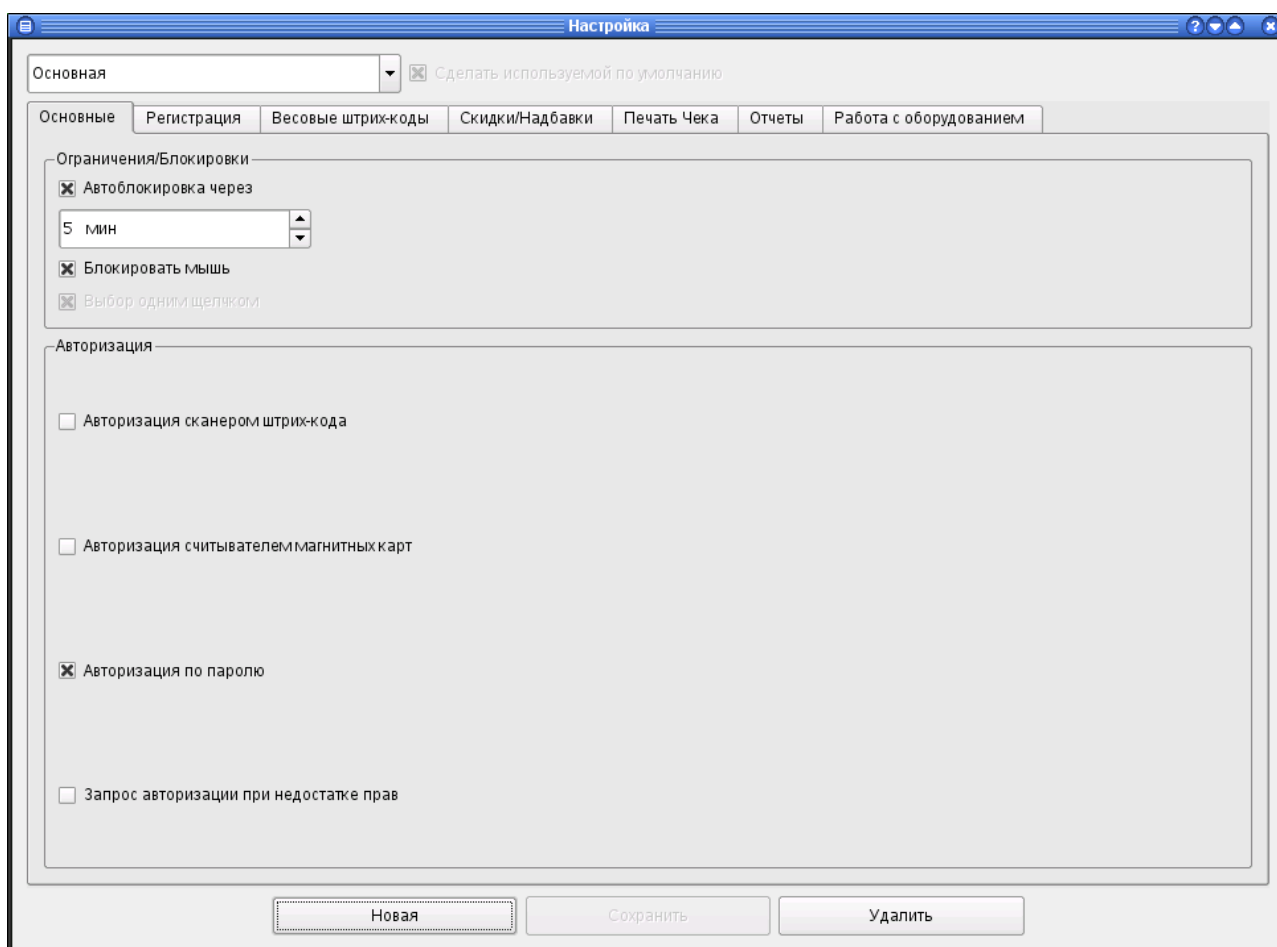 Настройка
Основная
Сделать используемой по умолчанию
Основные Регистрация Весовые штрих-коды Скидки/Надбавки Печать Чека Отчеты Работа с оборудованием
Ограничения/Блокировки
Автоблокировка через
5 мин
Блокировать мышь
Выбор одним щелчком
Авторизация
Авторизация сканером штрих-кода
Авторизация считывателем магнитных карт
Авторизация по паролю
Запрос авторизации при недостатке прав
Новая Сохранить Удалить